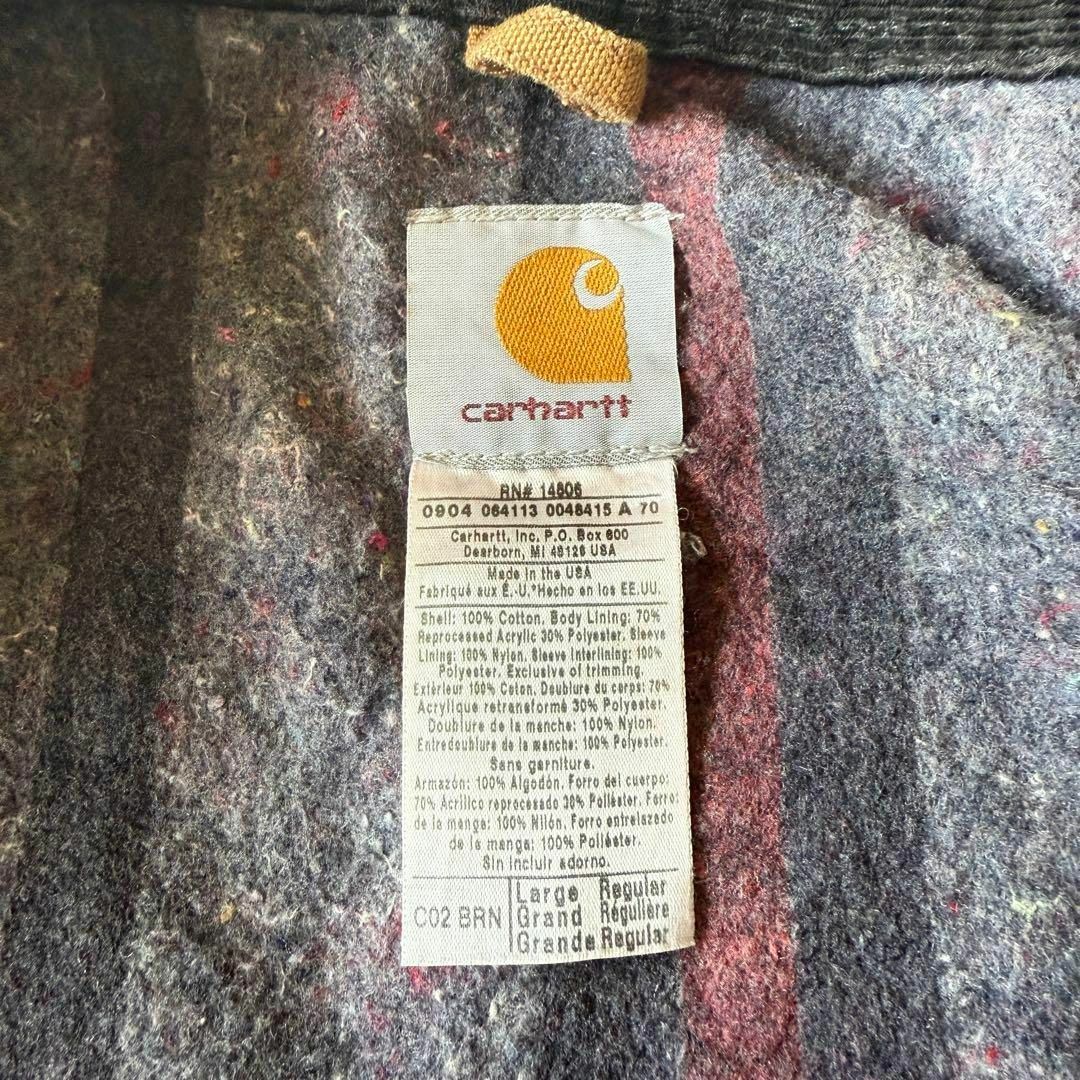 carhartt
RN# 14806
0904 064113 0048415 A 70
Carhartt, Inc. P.O. Box 600
Dearborn, MI 48126 USA
Made in the USA
Fabriqué aux É.-U.*Hecho en los EE.UU.
Shell: 100% Cotton. Body Lining: 70%
Reprocessed Acrylic 30% Polyester. Sleeve
Lining: 100% Nylon. Sleeve Interlining: 100%
Polyester. Exclusive of trimming.
Extérieur 100% Coton. Doublure du corps: 70%
Acrylique retransformé 30% Polyester.
Doublure de la manche: 100% Nylon.
Entredoublure de la manche: 100% Polyester.
Sans garniture.
Armazón: 100% Algodón. Forro del cuerpo:
70% Acrílico reprocesado 30% Poliéster. Forro
de la manga: 100% Nilón. Forro entrelazado
de la manga: 100% Poliéster.
Sin incluir adorno.
C02 BRN
Large Regular
Grand Régulière
Grande Regular